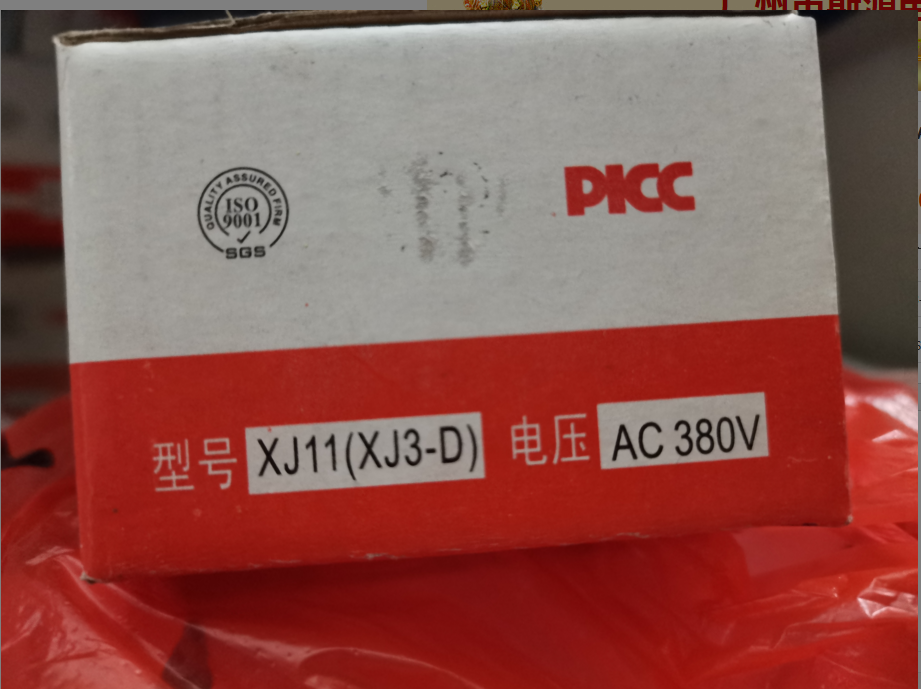 QUALITY ASSURED FIRM
ISO
9001
SGS
PICC
型号 XJ11(XJ3-D) 电压 AC 380V